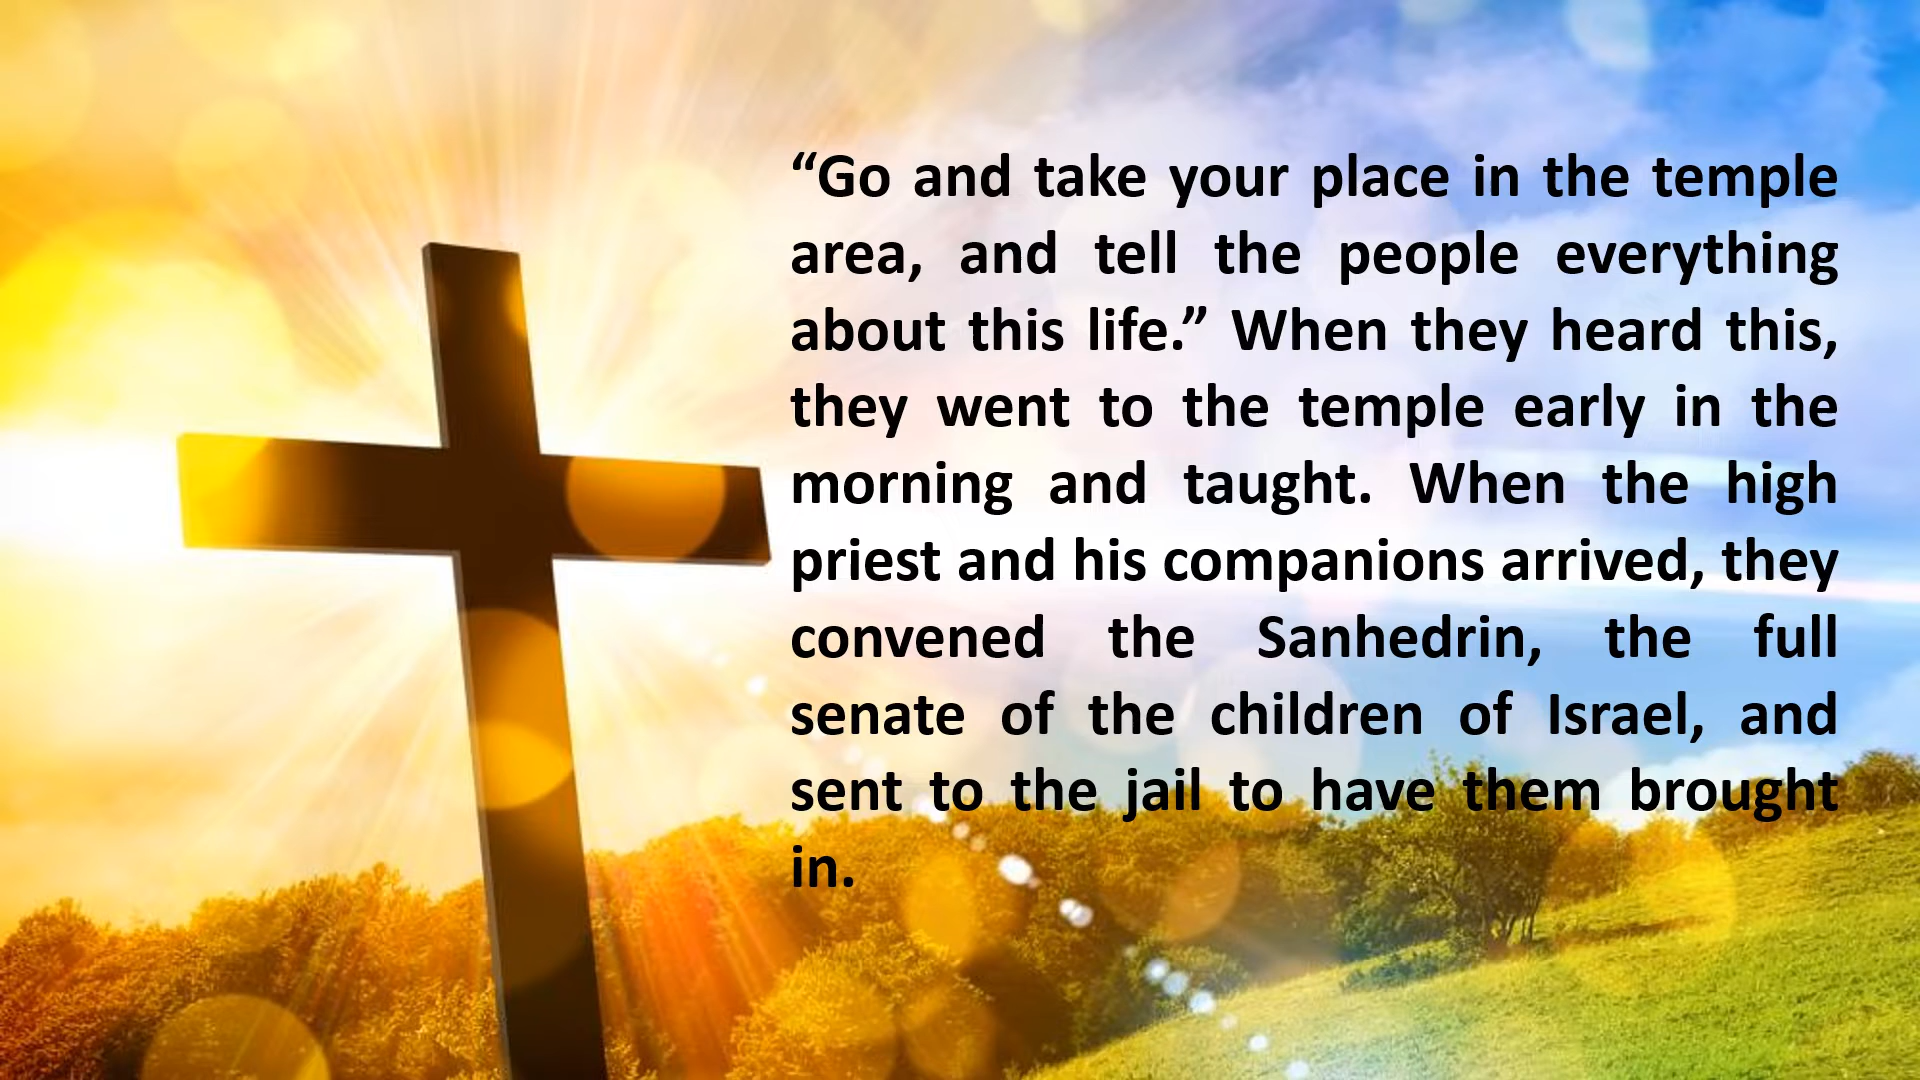 “Go and take your place in the temple
area, and tell the people everything
about this life.” When they heard this,
they went to the temple early in the
morning and taught. When the high
priest and his companions arrived, they
convened the Sanhedrin, the full
senate of the children of Israel, and
sent to the jail to have them brought
in.